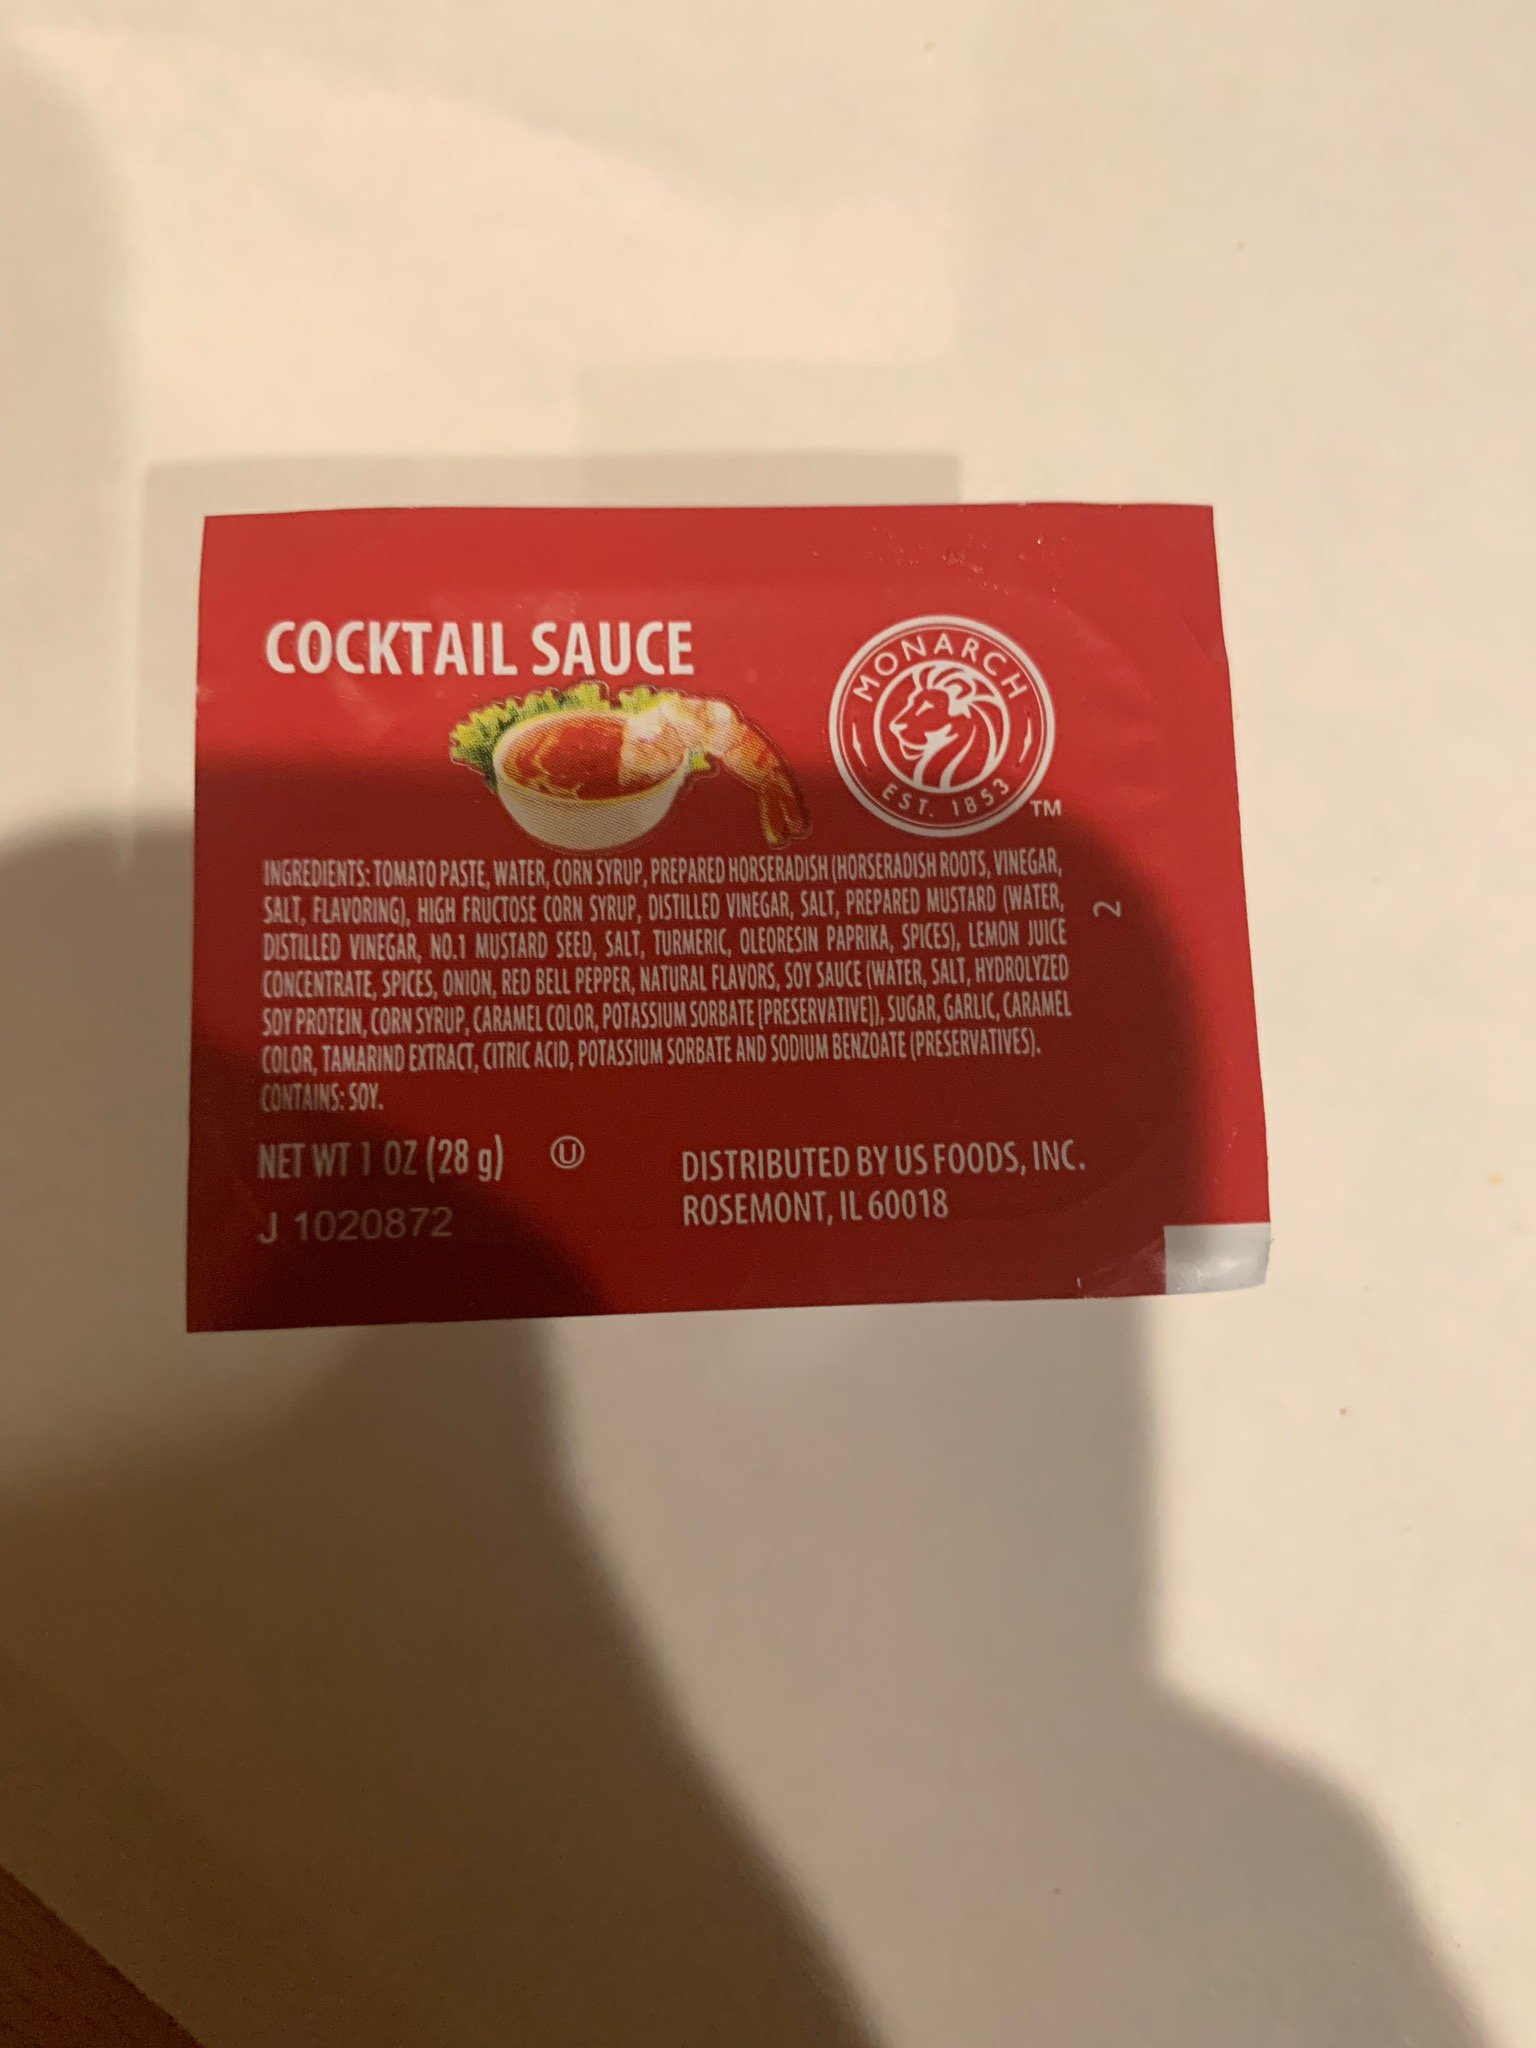 COCKTAIL SAUCE
MONARCH
EST. 1853
TM
INGREDIENTS: TOMATO PASTE, WATER, CORN SYRUP, PREPARED HORSERADISH (HORSERADISH ROOTS, VINEGAR,
SALT, FLAVORING), HIGH FRUCTOSE CORN SYRUP, DISTILLED VINEGAR, SALT, PREPARED MUSTARD (WATER,
DISTILLED VINEGAR, NO.1 MUSTARD SEED, SALT, TURMERIC, OLEORESIN PAPRIKA, SPICES), LEMON JUICE
CONCENTRATE, SPICES, ONION, RED BELL PEPPER, NATURAL FLAVORS, SOY SAUCE (WATER, SALT, HYDROLYZED
SOY PROTEIN, CORN SYRUP, CARAMEL COLOR, POTASSIUM SORBATE [PRESERVATIVE]), SUGAR, GARLIC, CARAMEL
COLOR, TAMARIND EXTRACT, CITRIC ACID, POTASSIUM SORBATE AND SODIUM BENZOATE (PRESERVATIVES).
CONTAINS: SOY.
2
NET WT 1 OZ (28 g)
U
J 1020872
DISTRIBUTED BY US FOODS, INC.
ROSEMONT, IL 60018